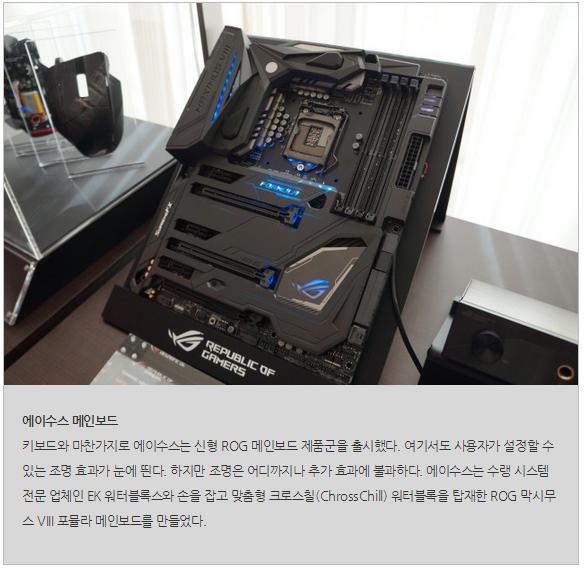 MAXIMUS VIII
FORMULA
SupremeFX
REPUBLIC OF
GAMERS
에이수스 메인보드
키보드와 마찬가지로 에이수스는 신형 ROG 메인보드 제품군을 출시했다. 여기서도 사용자가 설정할 수
있는 조명 효과가 눈에 띈다. 하지만 조명은 어디까지나 추가 효과에 불과하다. 에이수스는 수랭 시스템
전문 업체인 EK 워터블록스와 손을 잡고 맞춤형 크로스칠(ChrossChill) 워터블록을 탑재한 ROG 막시무
스 VIII 포뮬라 메인보드를 만들었다.